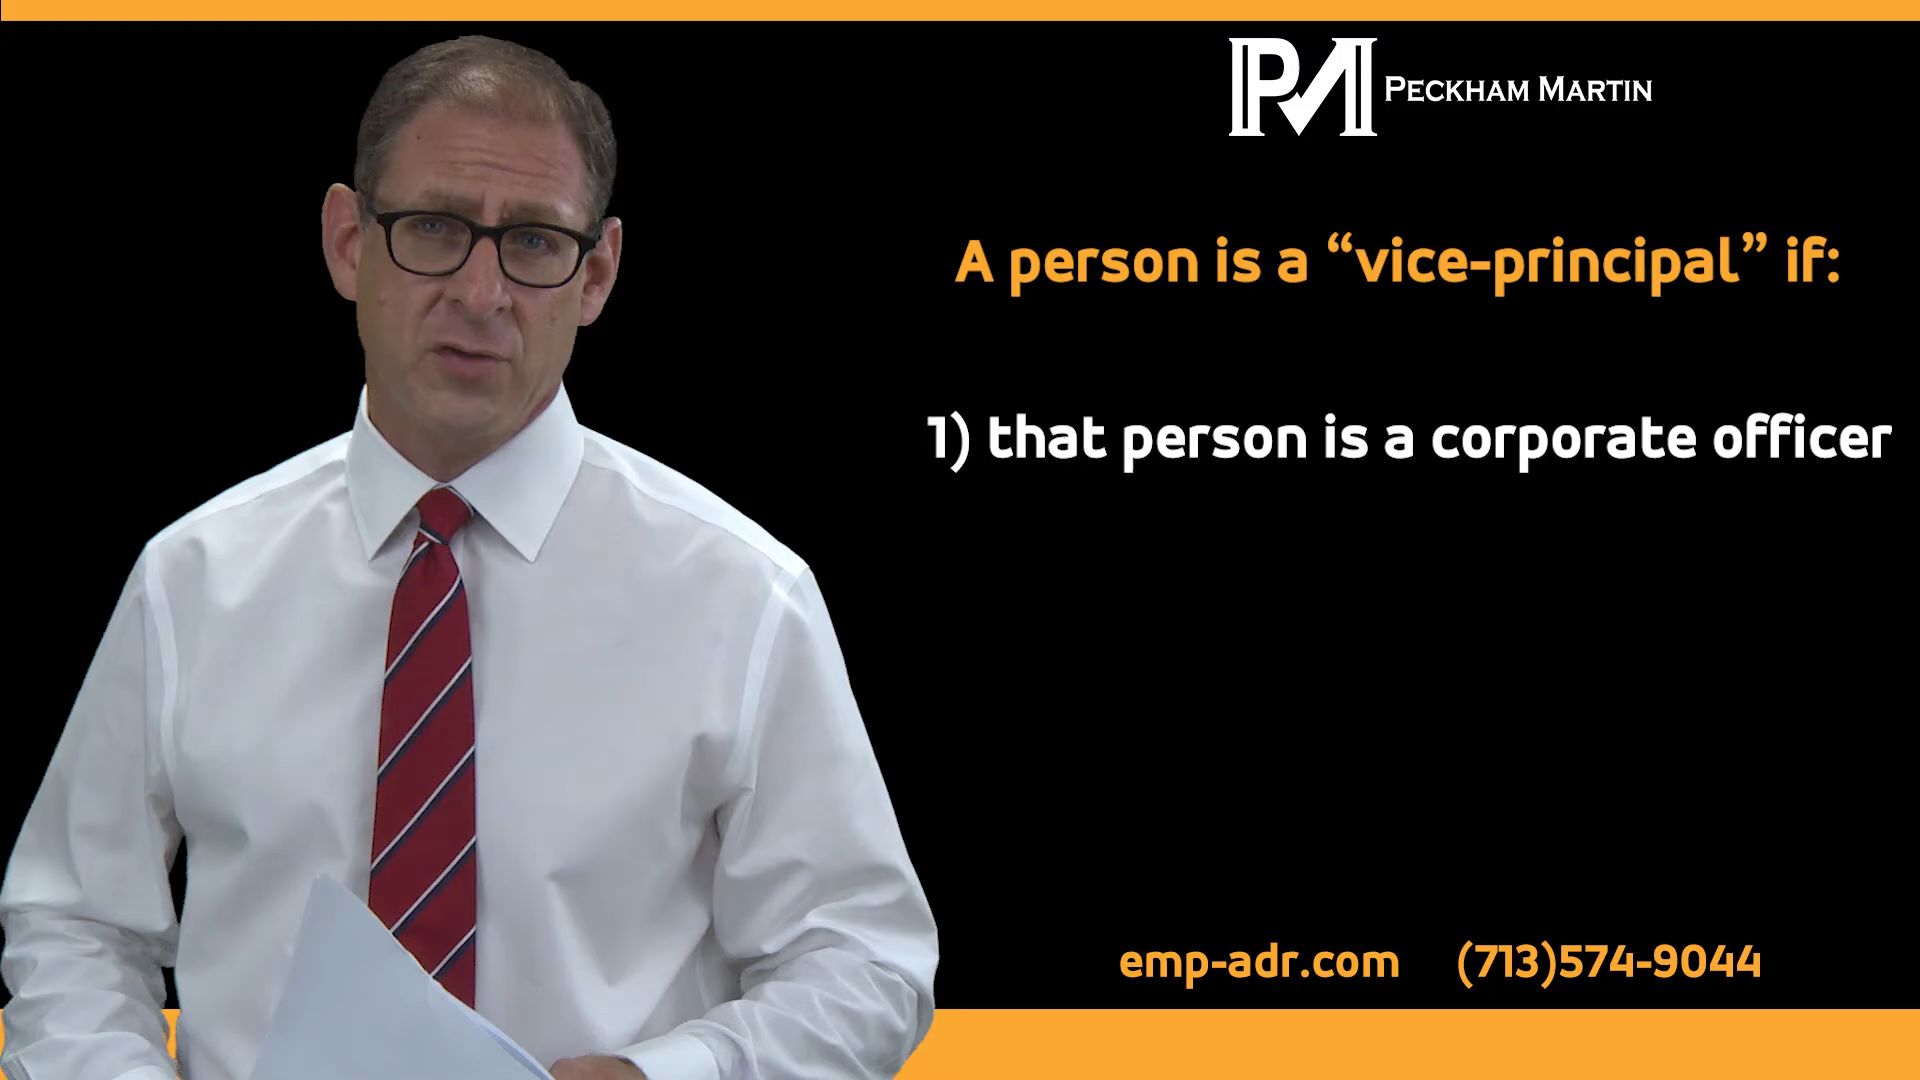 PM PECKHAM MARTIN
A person is a “vice-principal” if:
1) that person is a corporate officer
emp-adr.com (713)574-9044